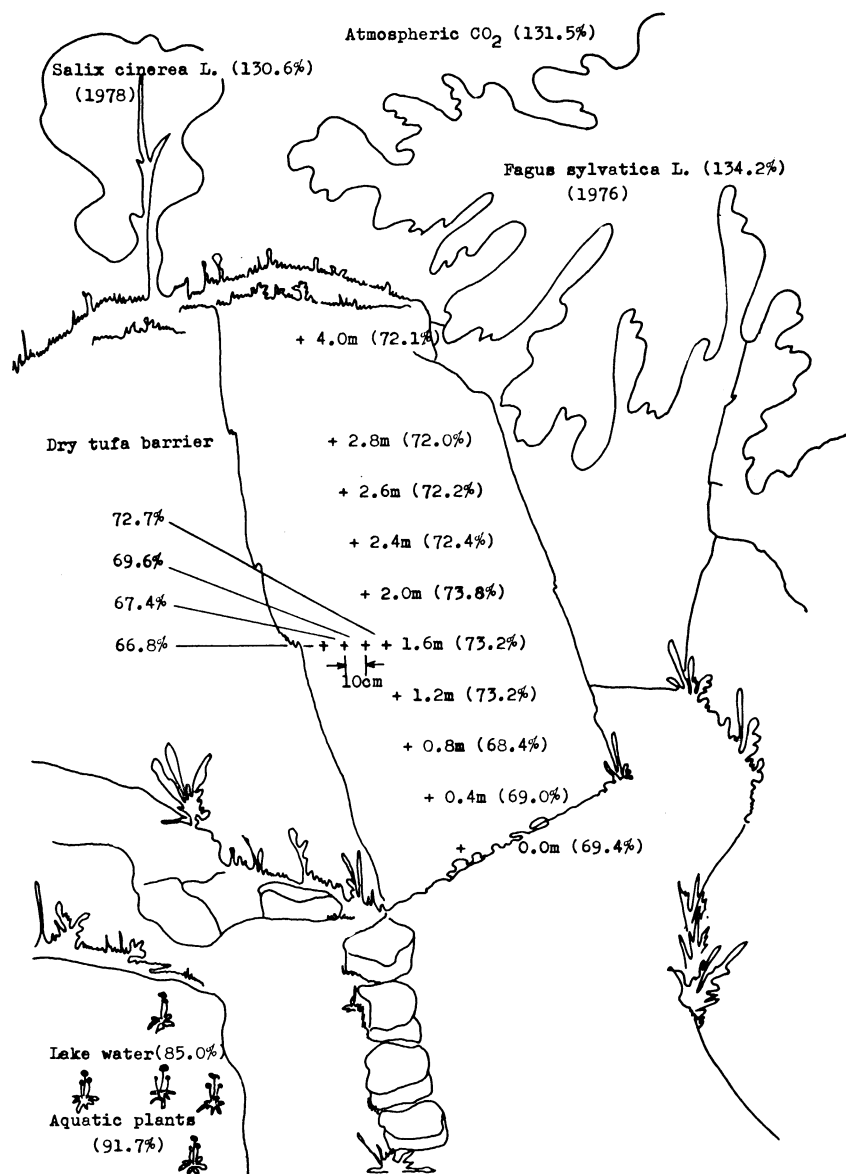 Atmospheric CO2 (131.5%)
Salix cinerea L. (130.6%)
(1978)
Fagus sylvatica L. (134.2%)
(1976)
+ 4.0m (72.1%)
Dry tufa barrier
+ 2.8m (72.0%)
+ 2.6m (72.2%)
72.7%
+ 2.4m (72.4%)
69.6%
+ 2.0m (73.8%)
67.4%
66.8%
+ + + + 1.6m (73.2%)
10cm
+ 1.2m (73.2%)
+ 0.8m (68.4%)
+ 0.4m (69.0%)
+ 0.0m (69.4%)
Lake water(85.0%)
Aquatic plants
(91.7%)